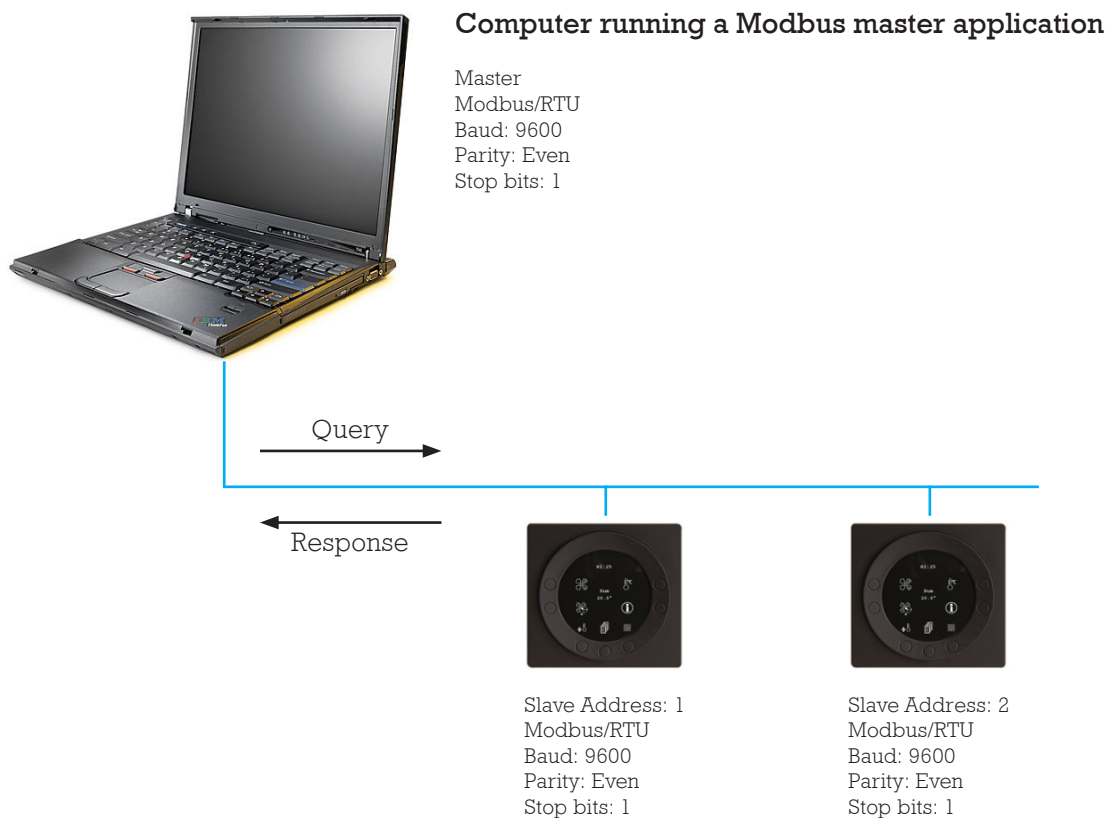 Computer running a Modbus master application
Master
Modbus/RTU
Baud: 9600
Parity: Even
Stop bits: 1
Query
Response
Slave Address: 1
Modbus/RTU
Baud: 9600
Parity: Even
Stop bits: 1
Slave Address: 2
Modbus/RTU
Baud: 9600
Parity: Even
Stop bits: 1